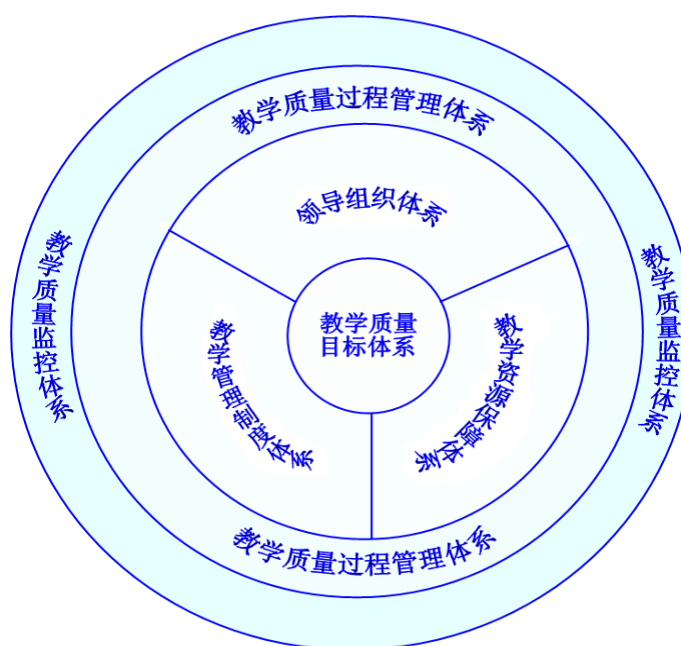 教学质量过程管理体系
领导组织体系
教学质量监控体系
教学质量监控体系
教学质量
目标体系
教学管理制度体系
教学资源保障体系
教学质量过程管理体系